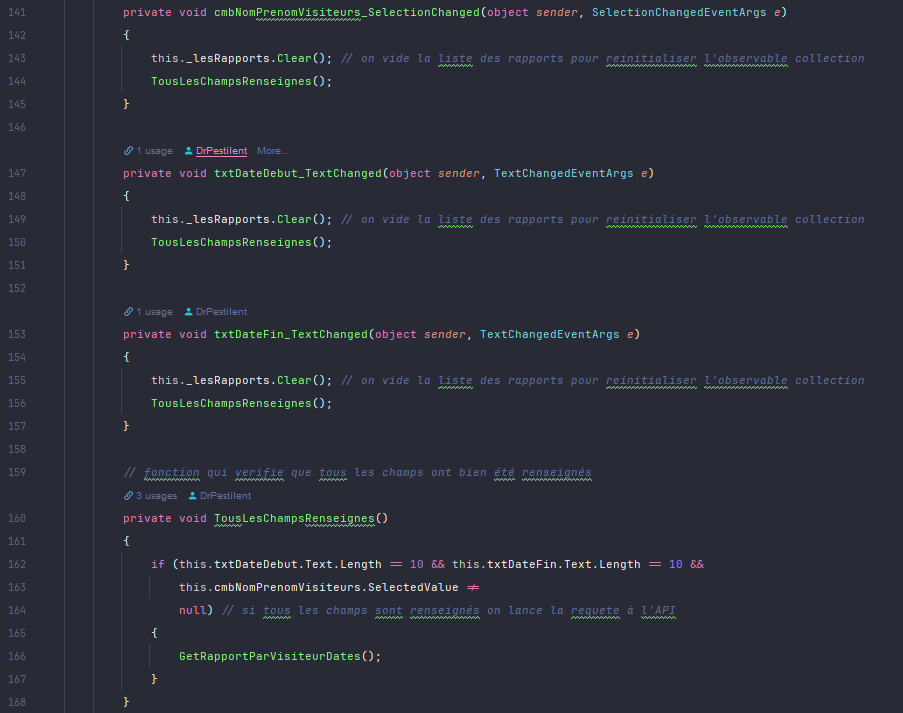 141 private void cmbNomPrenomVisiteurs_SelectionChanged(object sender, SelectionChangedEventArgs e)
142 {
143 this._lesRapports.Clear(); // on vide la liste des rapports pour reinitialiser l'observable collection
144 TousLesChampsRenseignes();
145 }
146
1 usage DrPestilent More...
147 private void txtDateDebut_TextChanged(object sender, TextChangedEventArgs e)
148 {
149 this._lesRapports.Clear(); // on vide la liste des rapports pour reinitialiser l'observable collection
150 TousLesChampsRenseignes();
151 }
152
1 usage DrPestilent
153 private void txtDateFin_TextChanged(object sender, TextChangedEventArgs e)
154 {
155 this._lesRapports.Clear(); // on vide la liste des rapports pour reinitialiser l'observable collection
156 TousLesChampsRenseignes();
157 }
158
159 // fonction qui verifie que tous les champs ont bien été renseignés
3 usages DrPestilent
160 private void TousLesChampsRenseignes()
161 {
162 if (this.txtDateDebut.Text.Length == 10 && this.txtDateFin.Text.Length == 10 &&
163 this.cmbNomPrenomVisiteurs.SelectedValue !=
164 null) // si tous les champs sont renseignés on lance la requete à l'API
165 {
166 GetRapportParVisiteurDates();
167 }
168 }